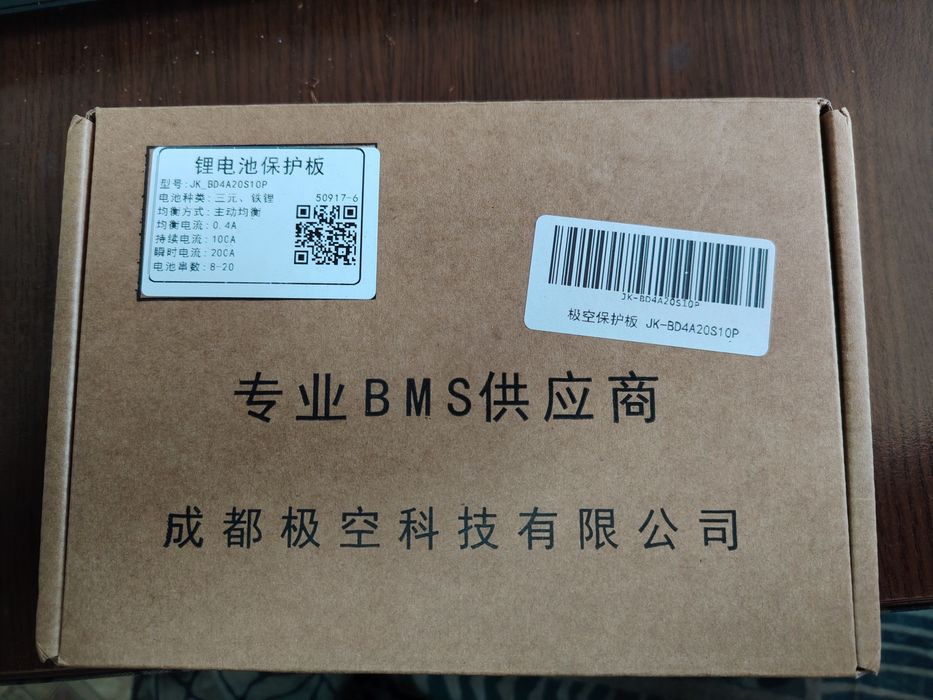 锂电池保护板
型号:JK_BD4A20S10P
电池种类:三元、铁锂
50917-6
均衡方式:主动均衡
均衡电流:0.4A
持续电流:100A
瞬时电流:200A
电池串数:8-20
JK-BD4A20S10P
极空保护板 JK-BD4A20S10P
专业BMS供应商
成都极空科技有限公司